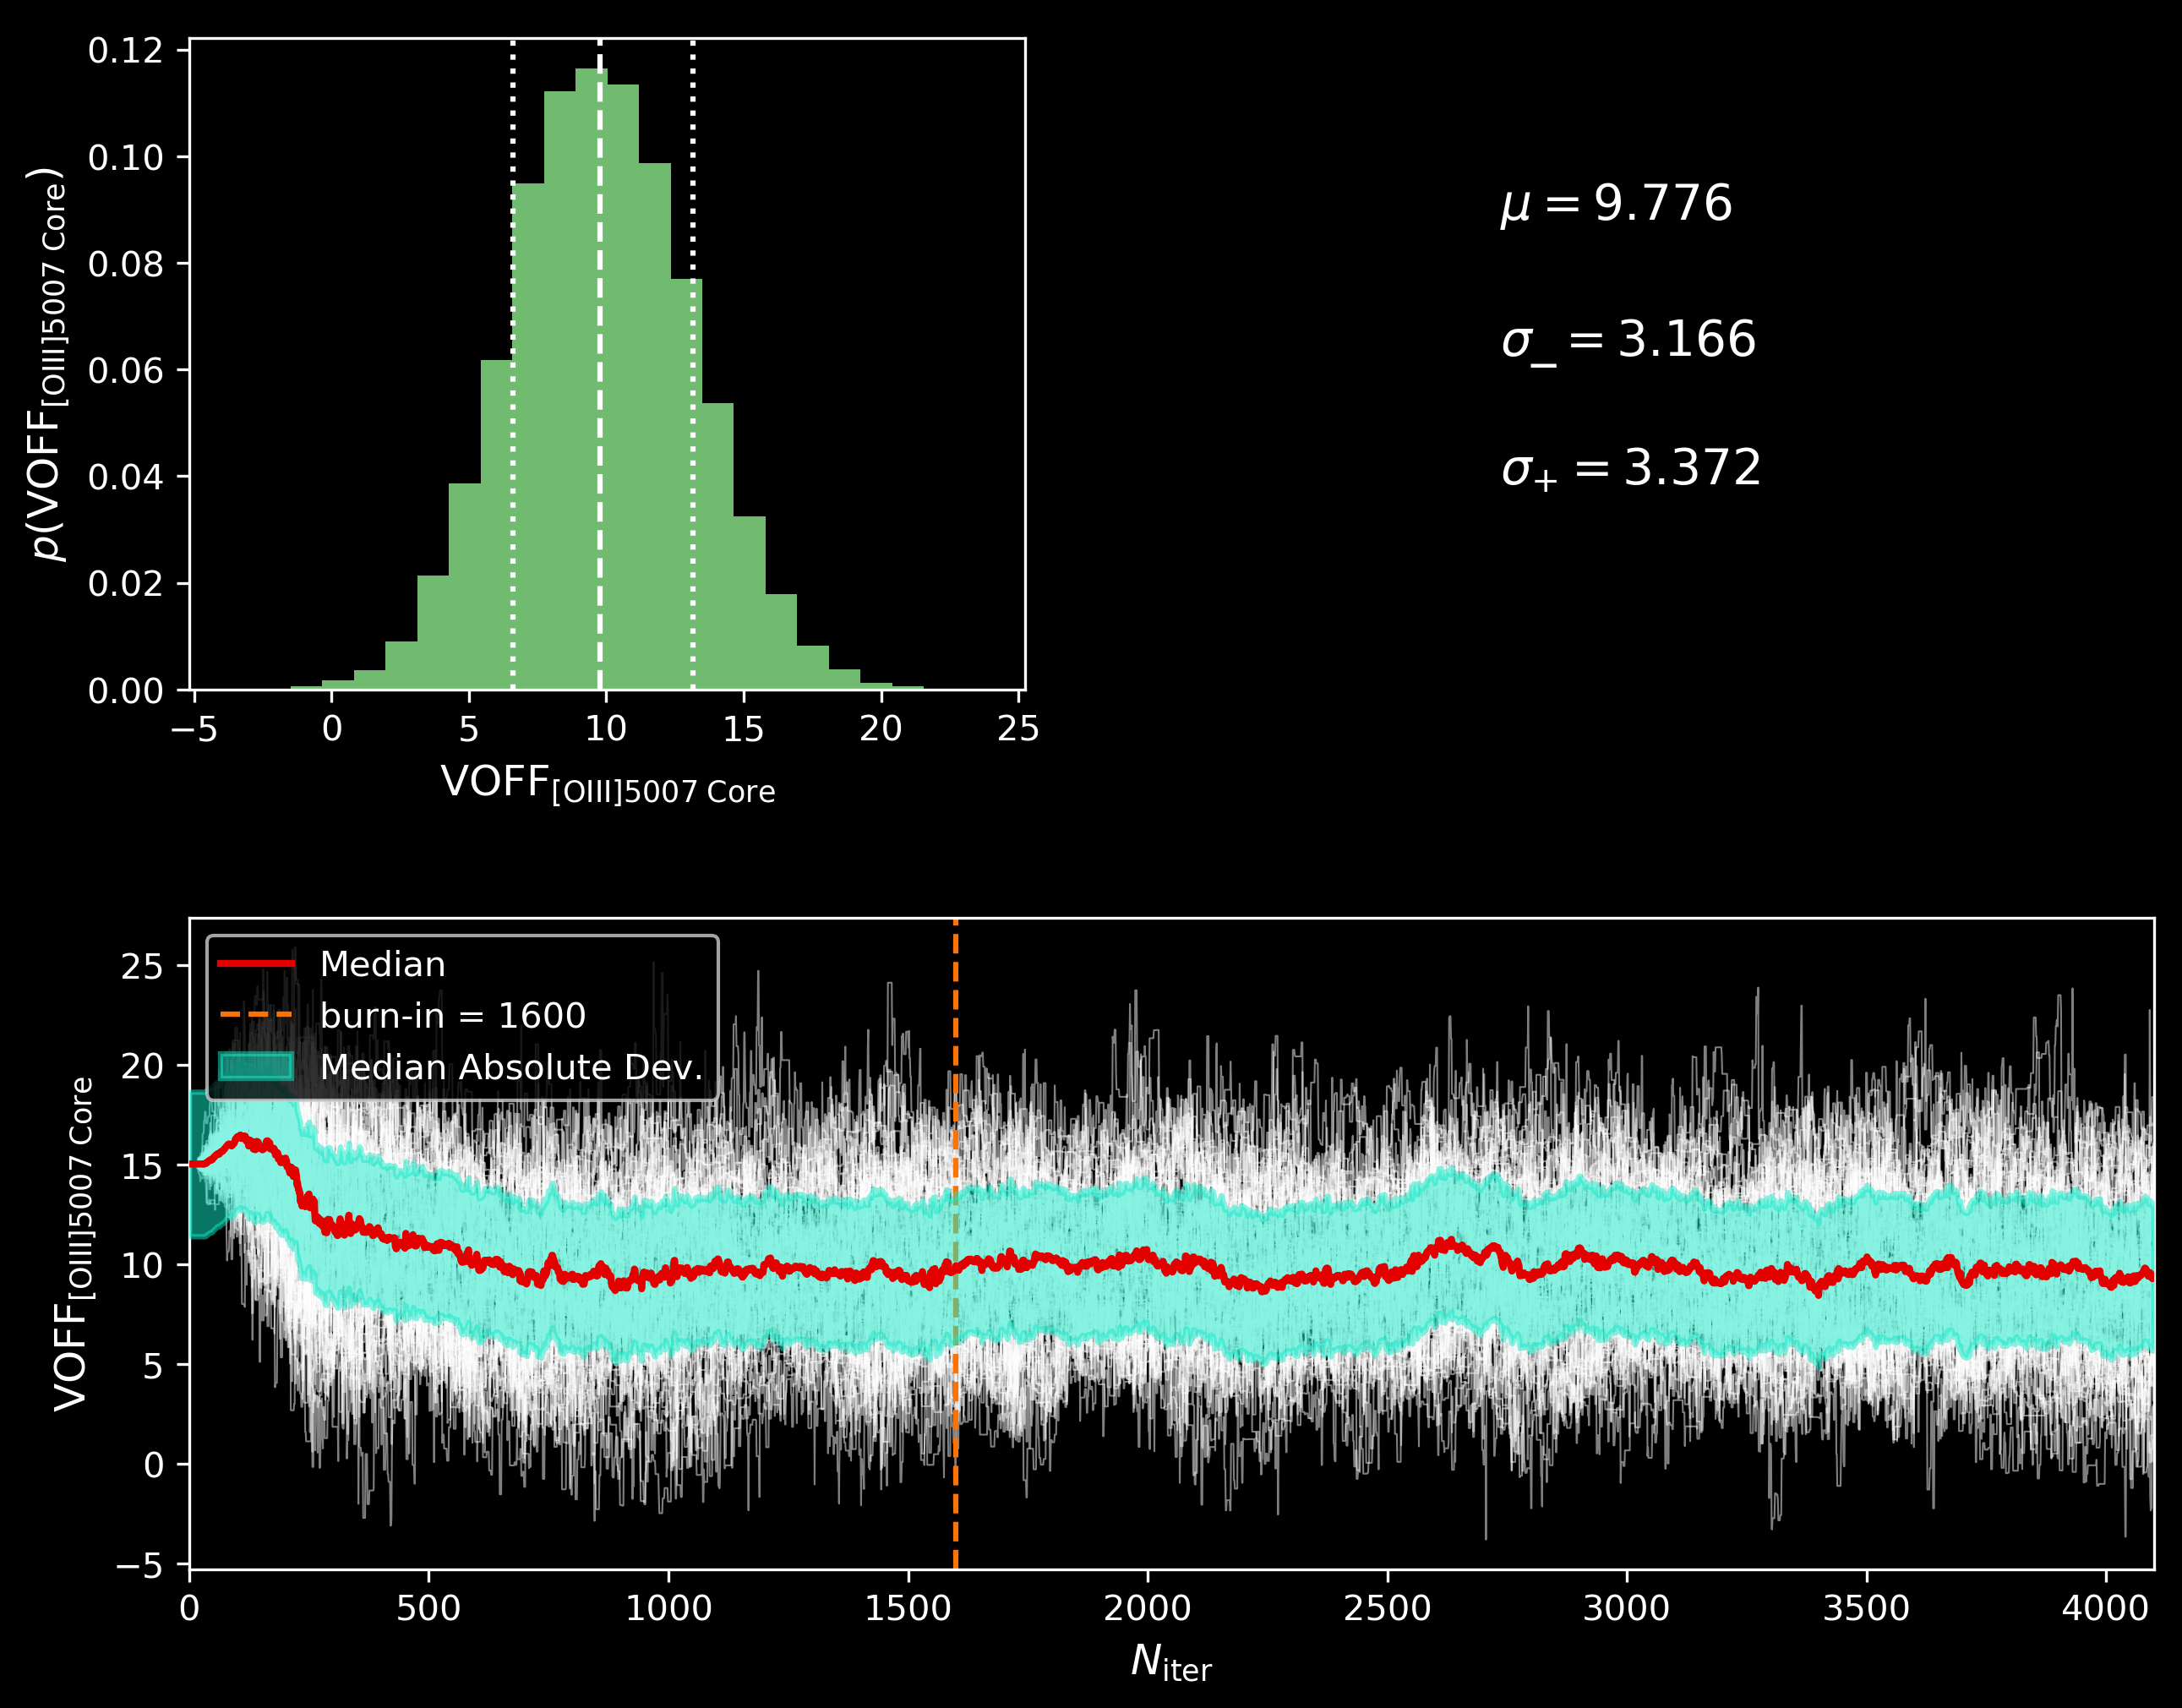 0.12
0.10
0.08
0.06
0.04
0.02
0.00
p(VOFF[OIII]5007 Core)
−5 0 5 10 15 20 25
VOFF[OIII]5007 Core
μ = 9.776
σ− = 3.166
σ+ = 3.372
25
20
15
10
5
0
−5
VOFF[OIII]5007 Core
Median
burn-in = 1600
Median Absolute Dev.
0 500 1000 1500 2000 2500 3000 3500 4000
Niter